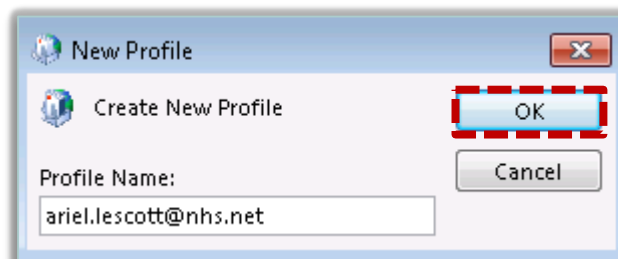 New Profile
Create New Profile
OK
Cancel
Profile Name:
ariel.lescott@nhs.net